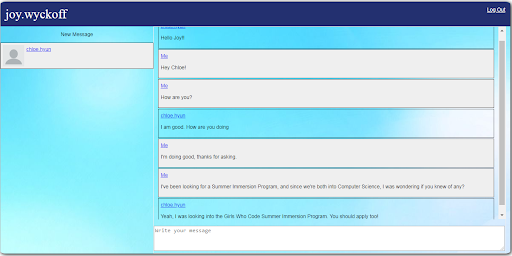 joy.wyckoff
Log Out
New Message
chloe.hyun
chloe.hyun
Hello Joy!!
Me
Hey Chloe!
Me
How are you?
chloe.hyun
I am good. How are you doing
Me
I'm doing good, thanks for asking.
Me
I've been looking for a Summer Immersion Program, and since we're both into Computer Science, I was wondering if you knew of any?
chloe.hyun
Yeah, I was looking into the Girls Who Code Summer Immersion Program. You should apply too!
Write your message